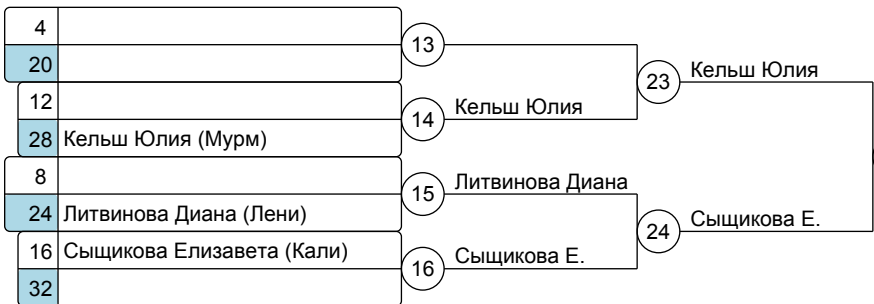 4
13
20
23 Кельш Юлия
12
14 Кельш Юлия
28 Кельш Юлия (Мурм)
8
15 Литвинова Диана
24 Литвинова Диана (Лени)
24 Сыщикова Е.
16 Сыщикова Елизавета (Кали)
16 Сыщикова Е.
32